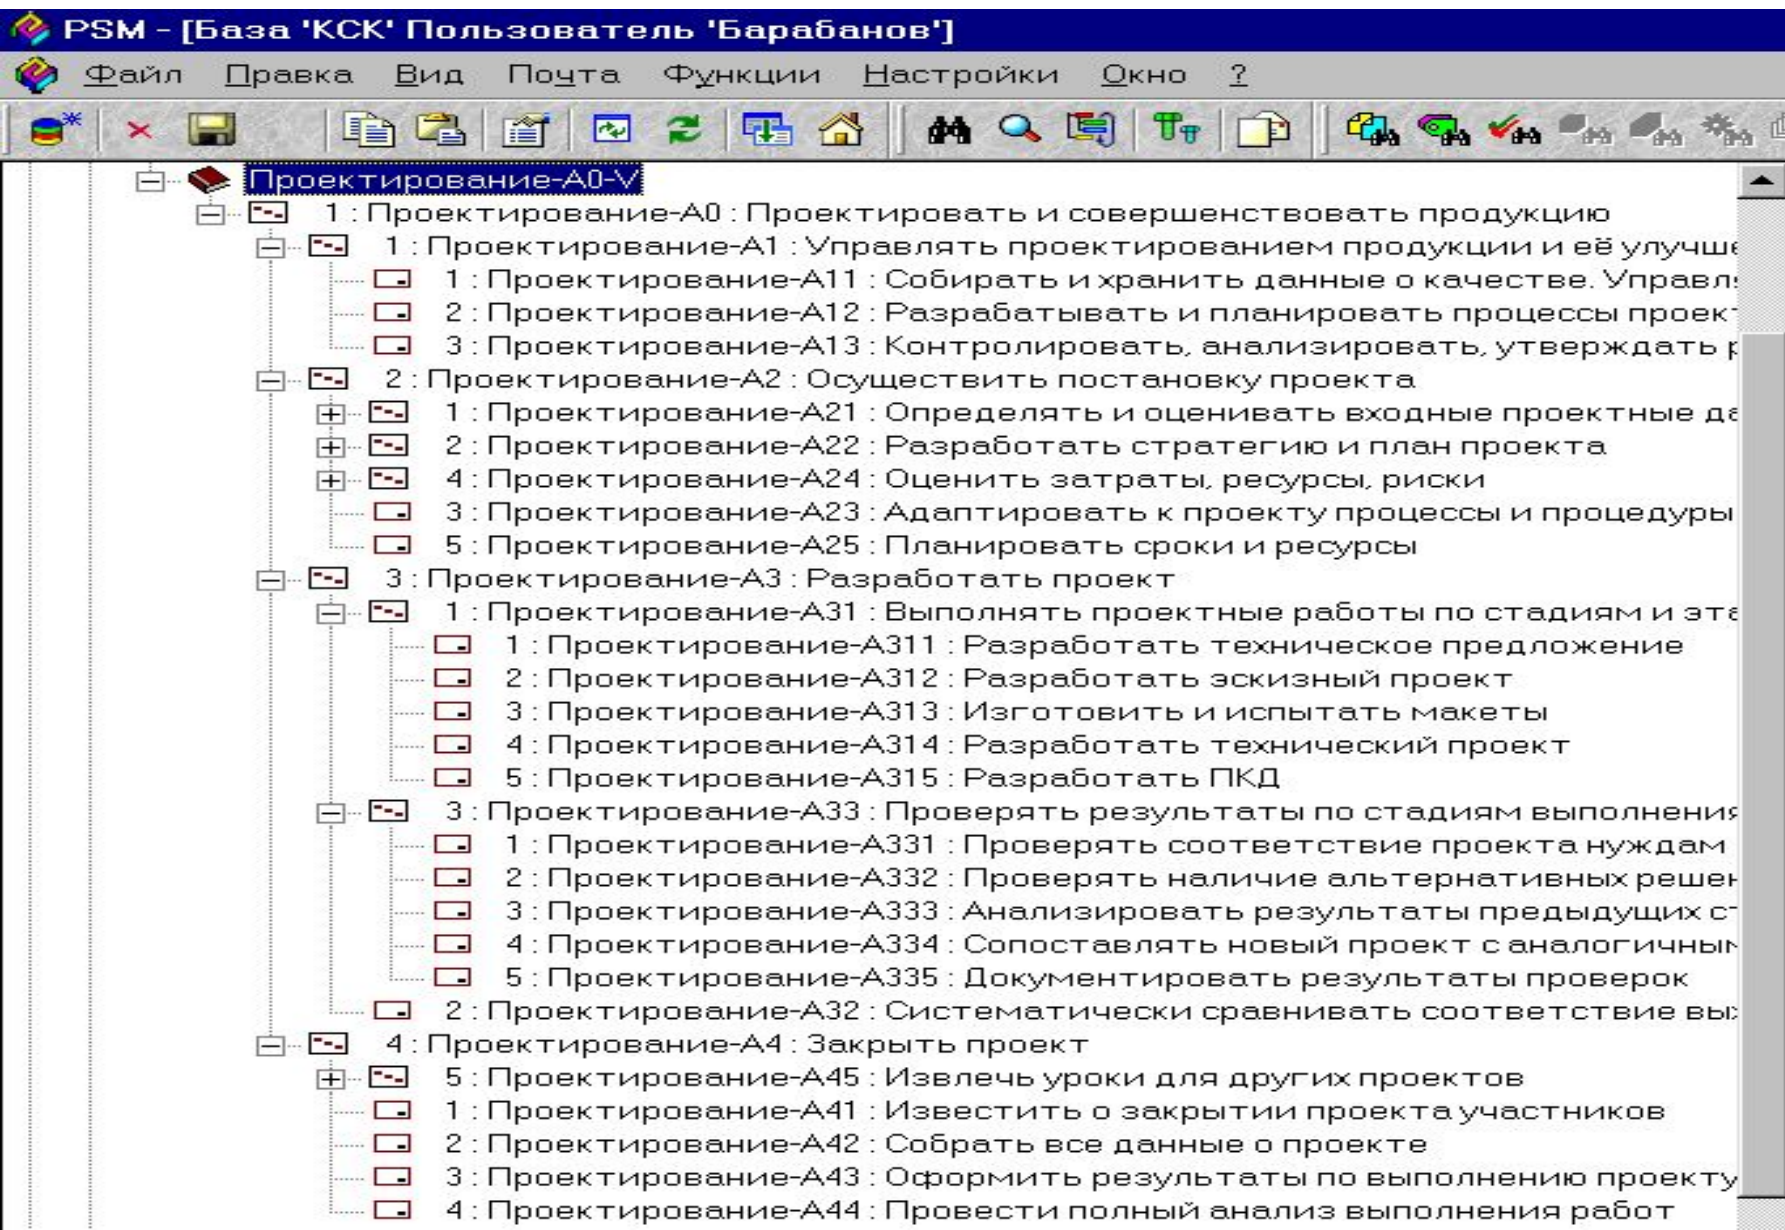 PSM - [База 'КСК' Пользователь 'Барабанов']
Файл Правка Вид Почта Функции Настройки Окно ?
Проектирование-А0-V
1 : Проектирование-А0 : Проектировать и совершенствовать продукцию
1 : Проектирование-А1 : Управлять проектированием продукции и её улучше
1 : Проектирование-А11 : Собирать и хранить данные о качестве. Управл
2 : Проектирование-А12 : Разрабатывать и планировать процессы проек
3 : Проектирование-А13 : Контролировать, анализировать, утверждать р
2 : Проектирование-А2 : Осуществить постановку проекта
1 : Проектирование-А21 : Определять и оценивать входные проектные да
2 : Проектирование-А22 : Разработать стратегию и план проекта
4 : Проектирование-А24 : Оценить затраты, ресурсы, риски
3 : Проектирование-А23 : Адаптировать к проекту процессы и процедуры
5 : Проектирование-А25 : Планировать сроки и ресурсы
3 : Проектирование-А3 : Разработать проект
1 : Проектирование-А31 : Выполнять проектные работы по стадиям и эта
1 : Проектирование-А311 : Разработать техническое предложение
2 : Проектирование-А312 : Разработать эскизный проект
3 : Проектирование-А313 : Изготовить и испытать макеты
4 : Проектирование-А314 : Разработать технический проект
5 : Проектирование-А315 : Разработать ПКД
3 : Проектирование-А33 : Проверять результаты по стадиям выполнения
1 : Проектирование-А331 : Проверять соответствие проекта нуждам
2 : Проектирование-А332 : Проверять наличие альтернативных решен
3 : Проектирование-А333 : Анализировать результаты предыдущих ст
4 : Проектирование-А334 : Сопоставлять новый проект с аналогичным
5 : Проектирование-А335 : Документировать результаты проверок
2 : Проектирование-А32 : Систематически сравнивать соответствие вых
4 : Проектирование-А4 : Закрыть проект
5 : Проектирование-А45 : Извлечь уроки для других проектов
1 : Проектирование-А41 : Известить о закрытии проекта участников
2 : Проектирование-А42 : Собрать все данные о проекте
3 : Проектирование-А43 : Оформить результаты по выполнению проекту
4 : Проектирование-А44 : Провести полный анализ выполнения работ